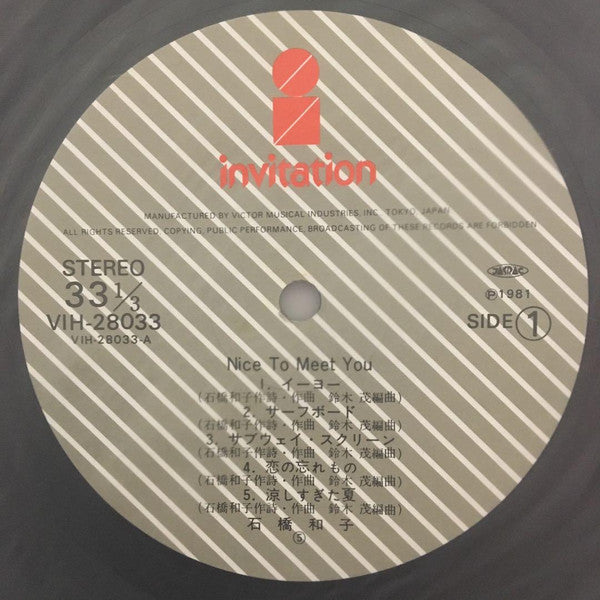 invitation
MANUFACTURED BY VICTOR MUSICAL INDUSTRIES, INC. TOKYO, JAPAN
ALL RIGHTS RESERVED, COPYING, PUBLIC PERFORMANCE, BROADCASTING OF THESE RECORDS ARE FORBIDDEN
STEREO
33 1/3
VIH-28033
VIH-28033-A
JASRAC
Ⓟ1981
SIDE 1
Nice To Meet You
1. イーヨー
(石橋和子作詩・作曲 鈴木 茂編曲)
2. サーフボード
(石橋和子作詩・作曲 鈴木 茂編曲)
3. サブウェイ・スクリーン
(石橋和子作詩・作曲 鈴木 茂編曲)
4. 恋の忘れもの
(石橋和子作詩・作曲 鈴木 茂編曲)
5. 涼しすぎた夏
(石橋和子作詩・作曲 鈴木 茂編曲)
石橋和子
⑤